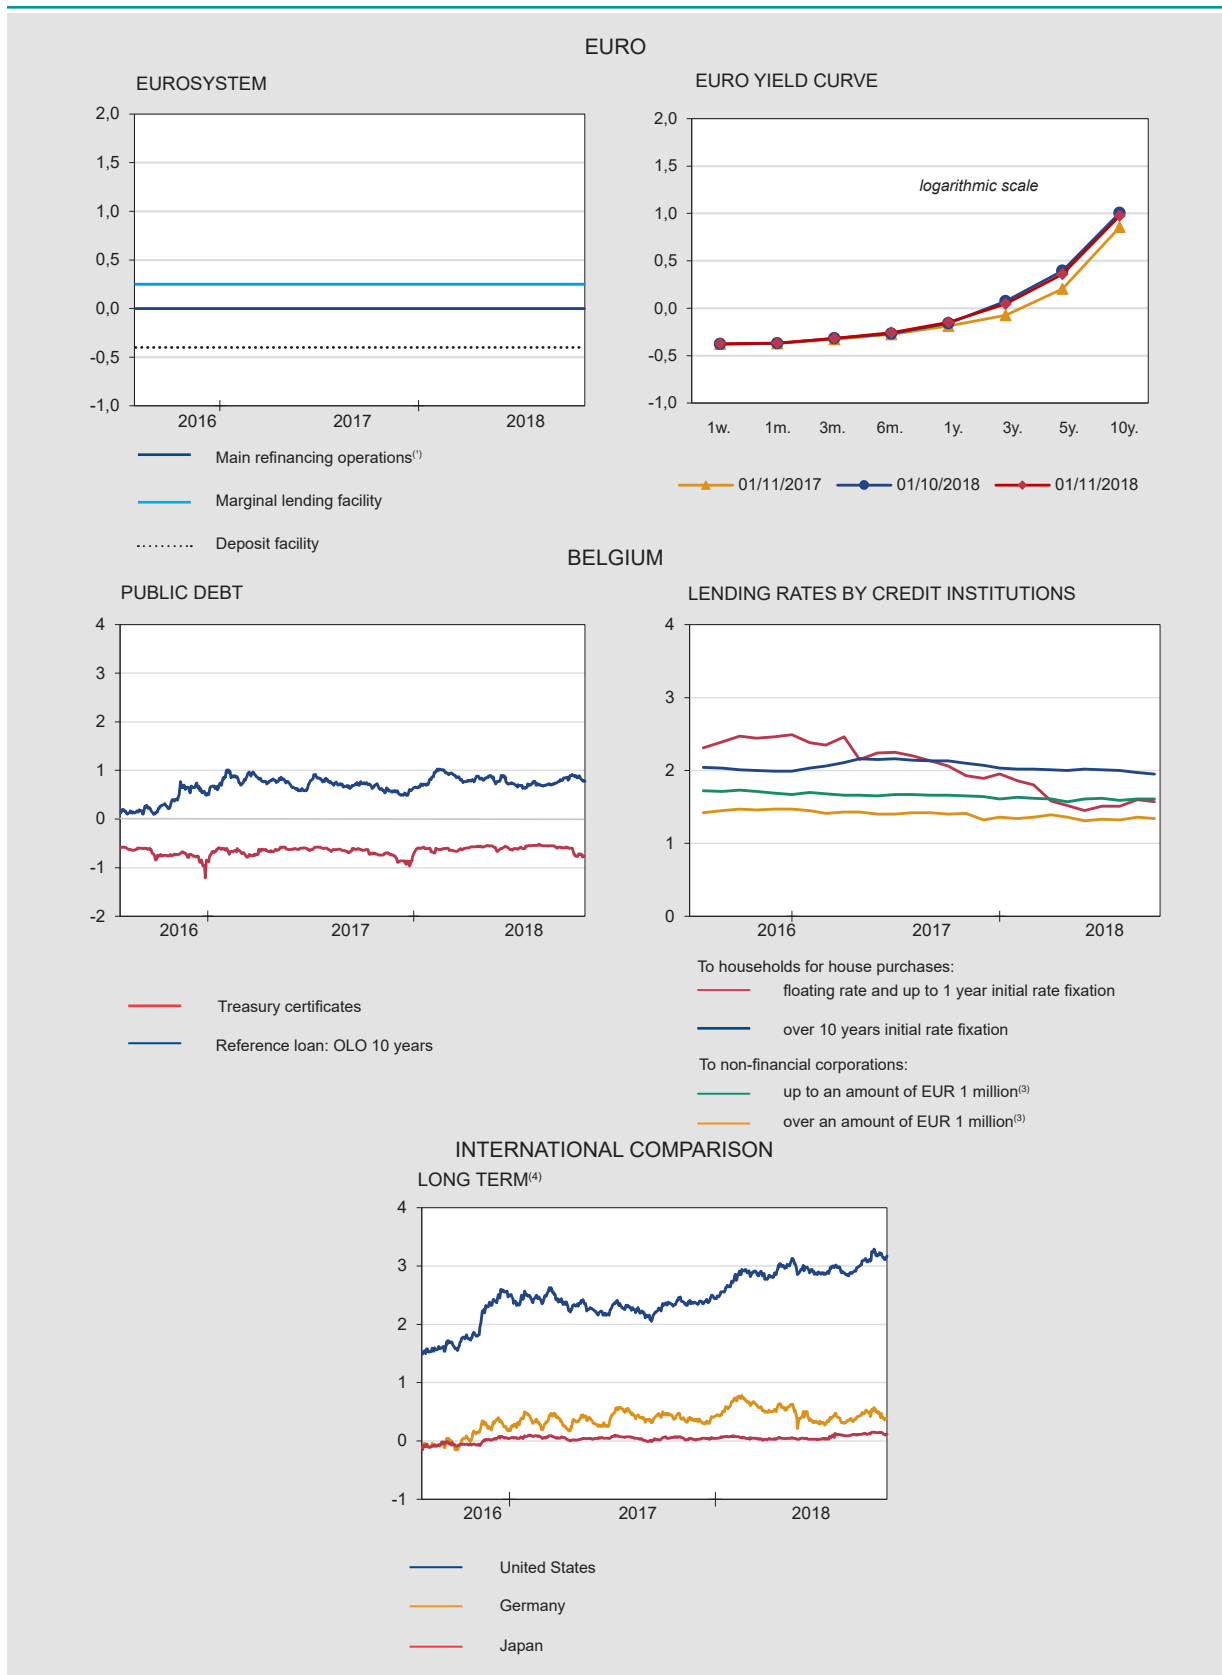 EURO
EUROSYSTEM
2,0
1,5
1,0
0,5
0,0
-0,5
-1,0
2016 2017 2018
Main refinancing operations(¹)
Marginal lending facility
Deposit facility
EURO YIELD CURVE
2,0
1,5
1,0
0,5
0,0
-0,5
-1,0
logarithmic scale
1w. 1m. 3m. 6m. 1y. 3y. 5y. 10y.
01/11/2017 01/10/2018 01/11/2018
BELGIUM
PUBLIC DEBT
4
3
2
1
0
-1
-2
2016 2017 2018
Treasury certificates
Reference loan: OLO 10 years
LENDING RATES BY CREDIT INSTITUTIONS
4
3
2
1
0
2016 2017 2018
To households for house purchases:
floating rate and up to 1 year initial rate fixation
over 10 years initial rate fixation
To non-financial corporations:
up to an amount of EUR 1 million(3)
over an amount of EUR 1 million(3)
INTERNATIONAL COMPARISON
LONG TERM(4)
4
3
2
1
0
-1
2016 2017 2018
United States
Germany
Japan